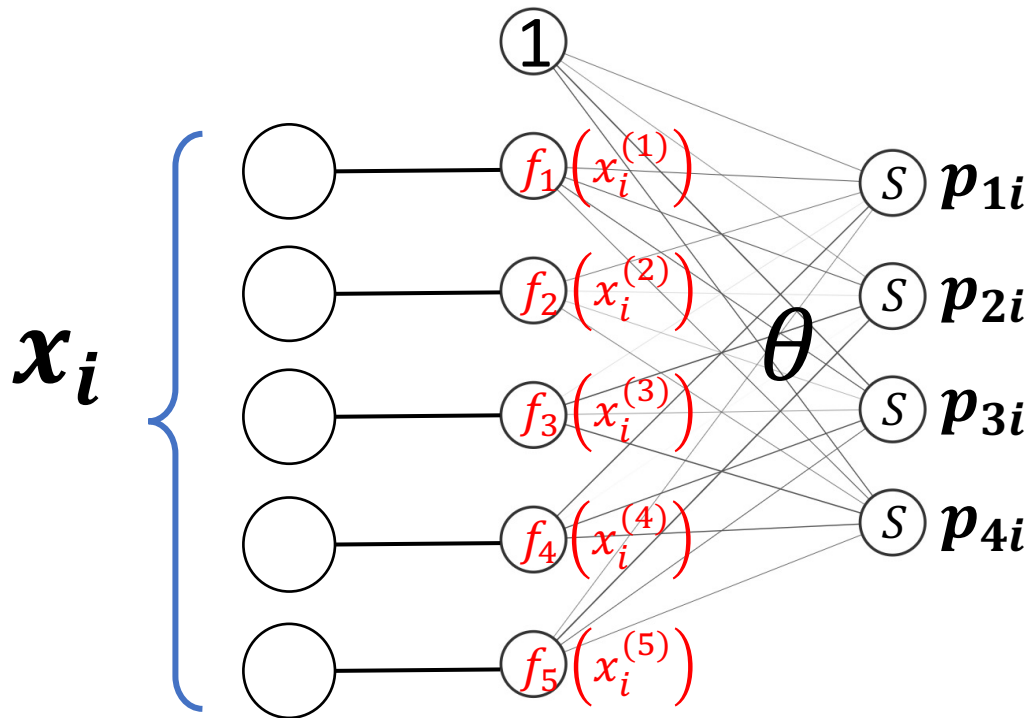 1
f₁(xᵢ⁽¹⁾)
S p₁ᵢ
f₂(xᵢ⁽²⁾)
S p₂ᵢ
xᵢ
θ
f₃(xᵢ⁽³⁾)
S p₃ᵢ
f₄(xᵢ⁽⁴⁾)
S p₄ᵢ
f₅(xᵢ⁽⁵⁾)